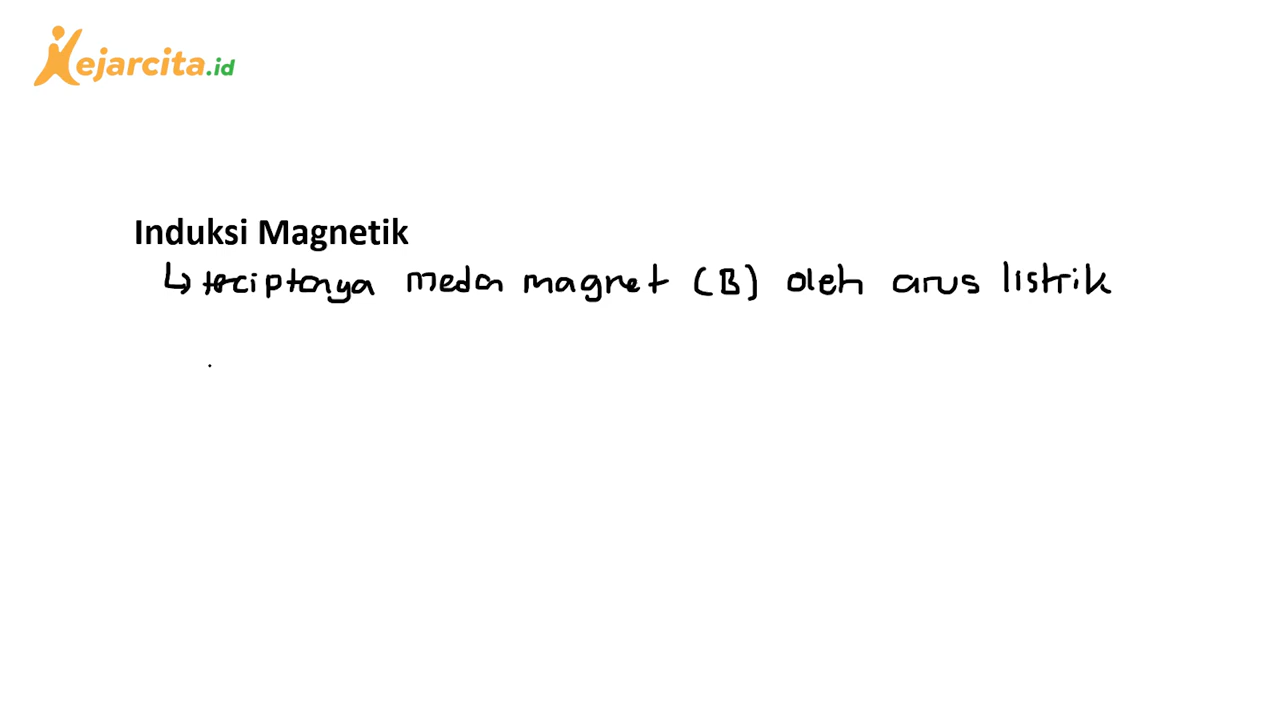 Kejarcita.id
Induksi Magnetik
↳ terciptanya medan magnet (B) oleh arus listrik